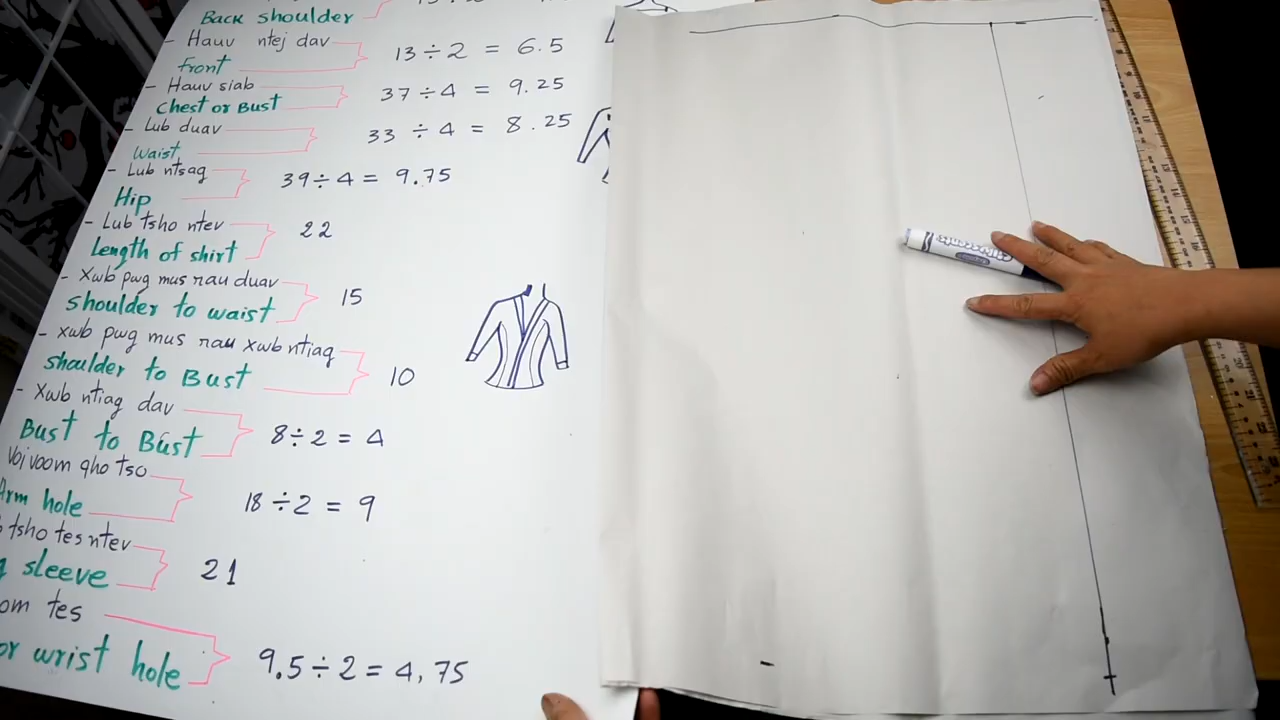 Back shoulder
- Hauv ntej dav
13 ÷ 2 = 6.5
Front
- Hauv siab
37 ÷ 4 = 9.25
Chest or Bust
- Lub duav
33 ÷ 4 = 8.25
Waist
- Lub ntsag
39 ÷ 4 = 9.75
Hip
- Lub tsho ntev
22
Length of shirt
- Xwb pwg mus rau duav
15
shoulder to waist
- xwb pwg mus rau xwb ntiag
10
shoulder to Bust
- Xwb ntiag dav
8 ÷ 2 = 4
Bust to Bust
Voj voom qho tso
18 ÷ 2 = 9
Arm hole
tsho tes ntev
21
sleeve
tes
9.5 ÷ 2 = 4,75
or wrist hole